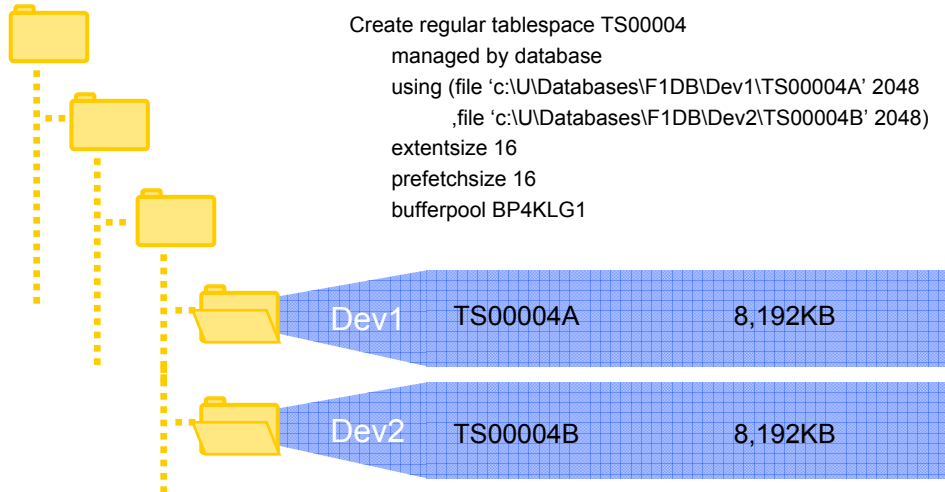 Create regular tablespace TS00004
managed by database
using (file ‘c:\U\Databases\F1DB\Dev1\TS00004A’ 2048
,file ‘c:\U\Databases\F1DB\Dev2\TS00004B’ 2048)
extentsize 16
prefetchsize 16
bufferpool BP4KLG1
Dev1 TS00004A 8,192KB
Dev2 TS00004B 8,192KB